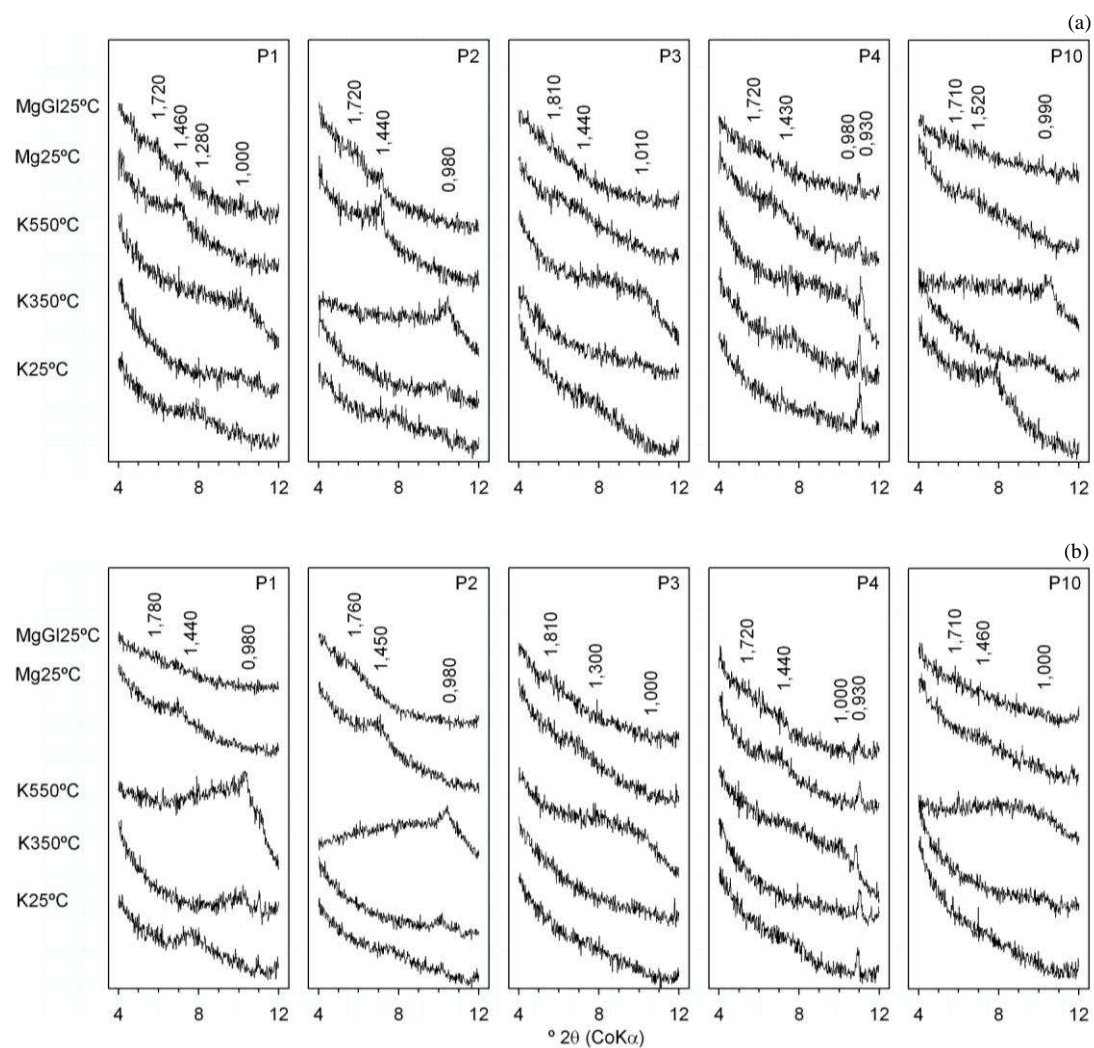 (a)
P1
P2
P3
P4
P10
MgGl25ºC
Mg25ºC
K550ºC
K350ºC
K25ºC
1,720
1,460
1,280
1,000
1,720
1,440
0,980
1,810
1,440
1,010
1,720
1,430
0,980
0,930
1,710
1,520
0,990
4 8 12 4 8 12 4 8 12 4 8 12 4 8 12
(b)
P1
P2
P3
P4
P10
MgGl25ºC
Mg25ºC
K550ºC
K350ºC
K25ºC
1,780
1,440
0,980
1,760
1,450
0,980
1,810
1,300
1,000
1,720
1,440
1,000
0,930
1,710
1,460
1,000
4 8 12 4 8 12 4 8 12 4 8 12 4 8 12
º 2θ (CoKα)